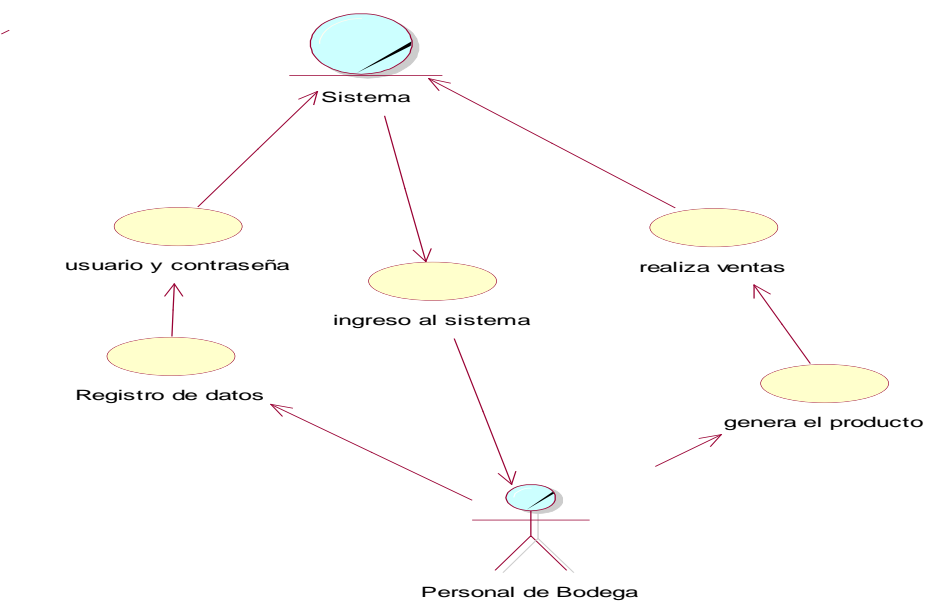 Sistema
usuario y contraseña
realiza ventas
ingreso al sistema
Registro de datos
genera el producto
Personal de Bodega